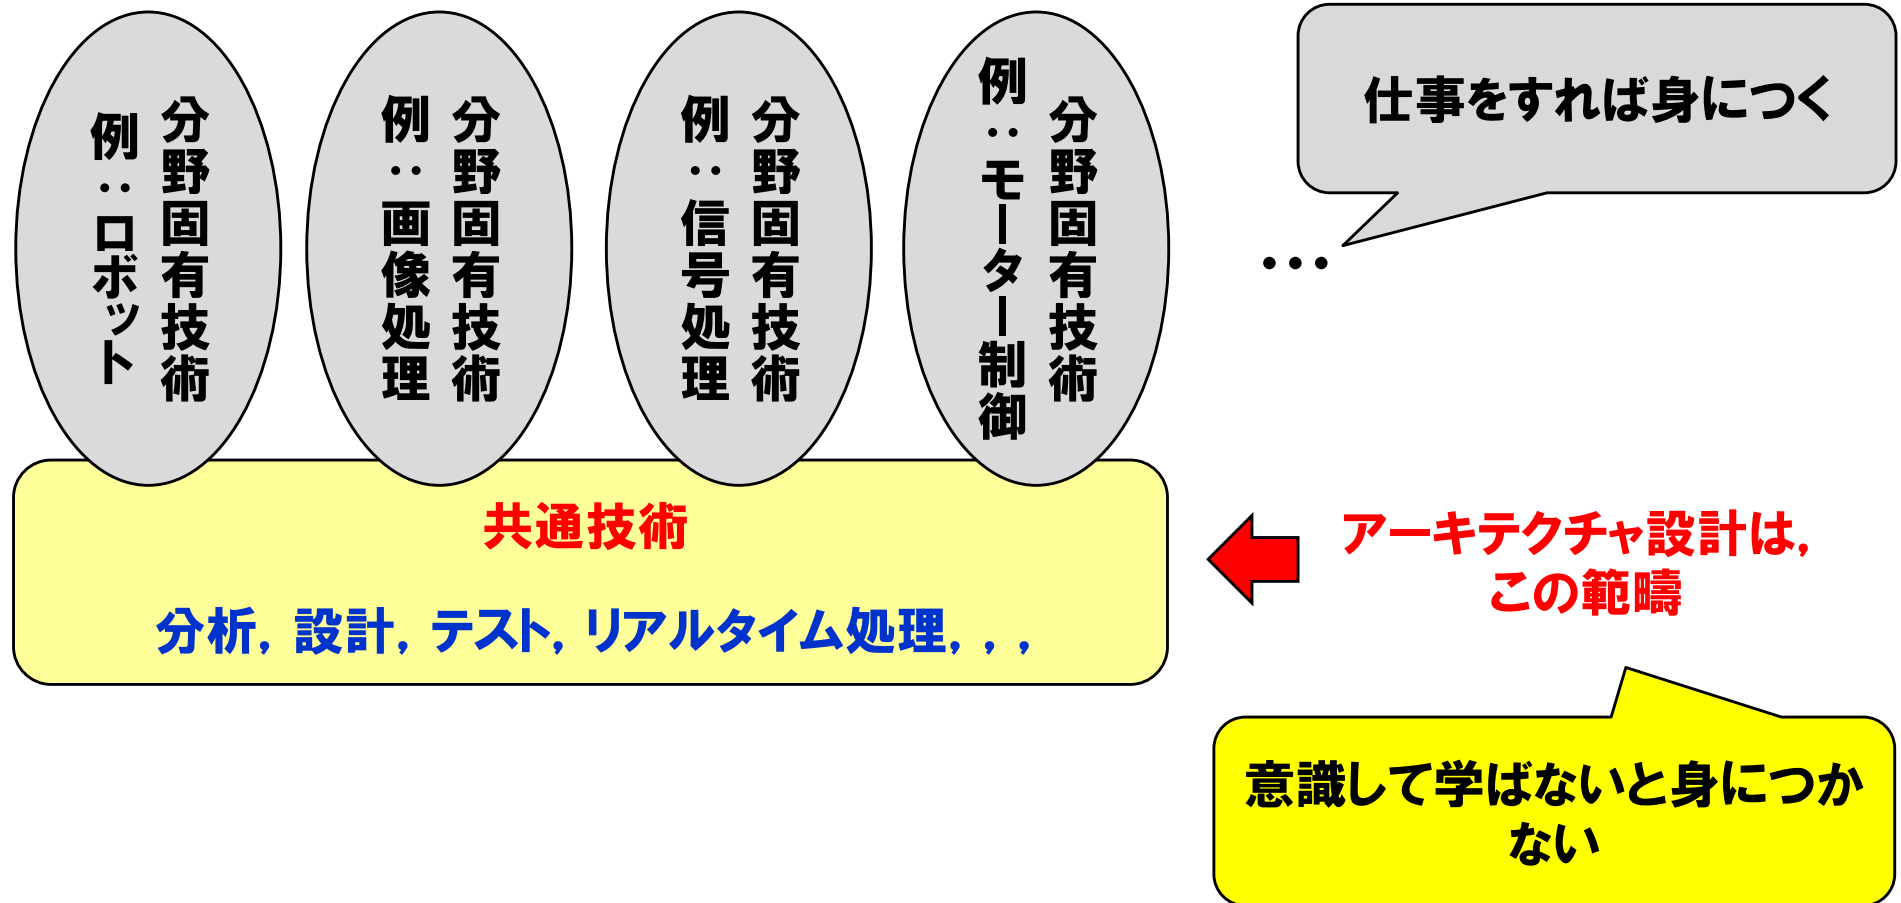 分野固有技術
例：ロボット
分野固有技術
例：画像処理
分野固有技術
例：信号処理
分野固有技術
例：モーター制御
・・・
仕事をすれば身につく
共通技術
分析，設計，テスト，リアルタイム処理，，，
アーキテクチャ設計は，
この範疇
意識して学ばないと身につか
ない